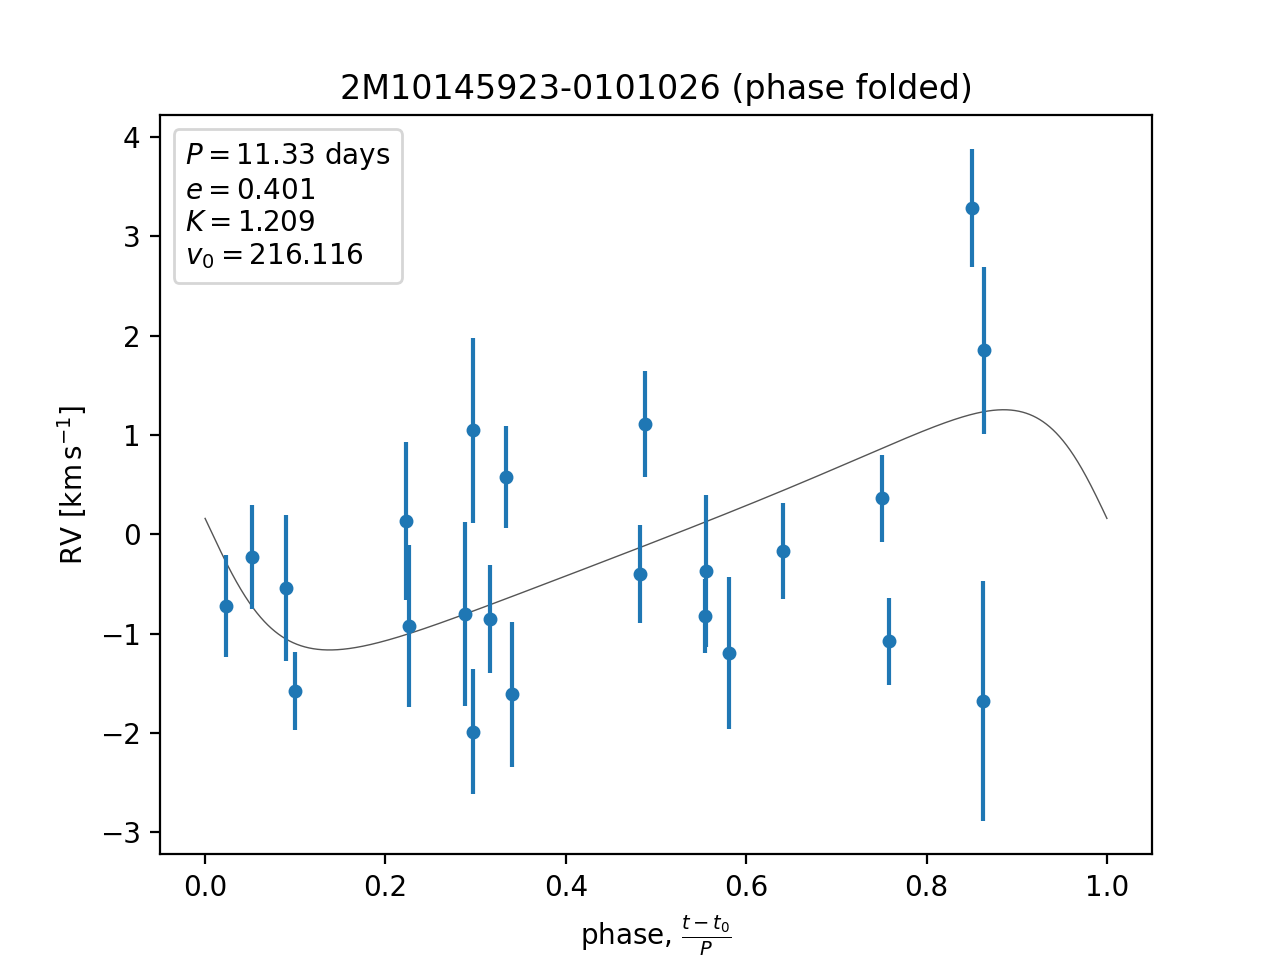 2M10145923-0101026 (phase folded)
P = 11.33 days
e = 0.401
K = 1.209
v₀ = 216.116
4
3
2
1
0
−1
−2
−3
RV [km s⁻¹]
0.0 0.2 0.4 0.6 0.8 1.0
phase, (t − t₀)/P